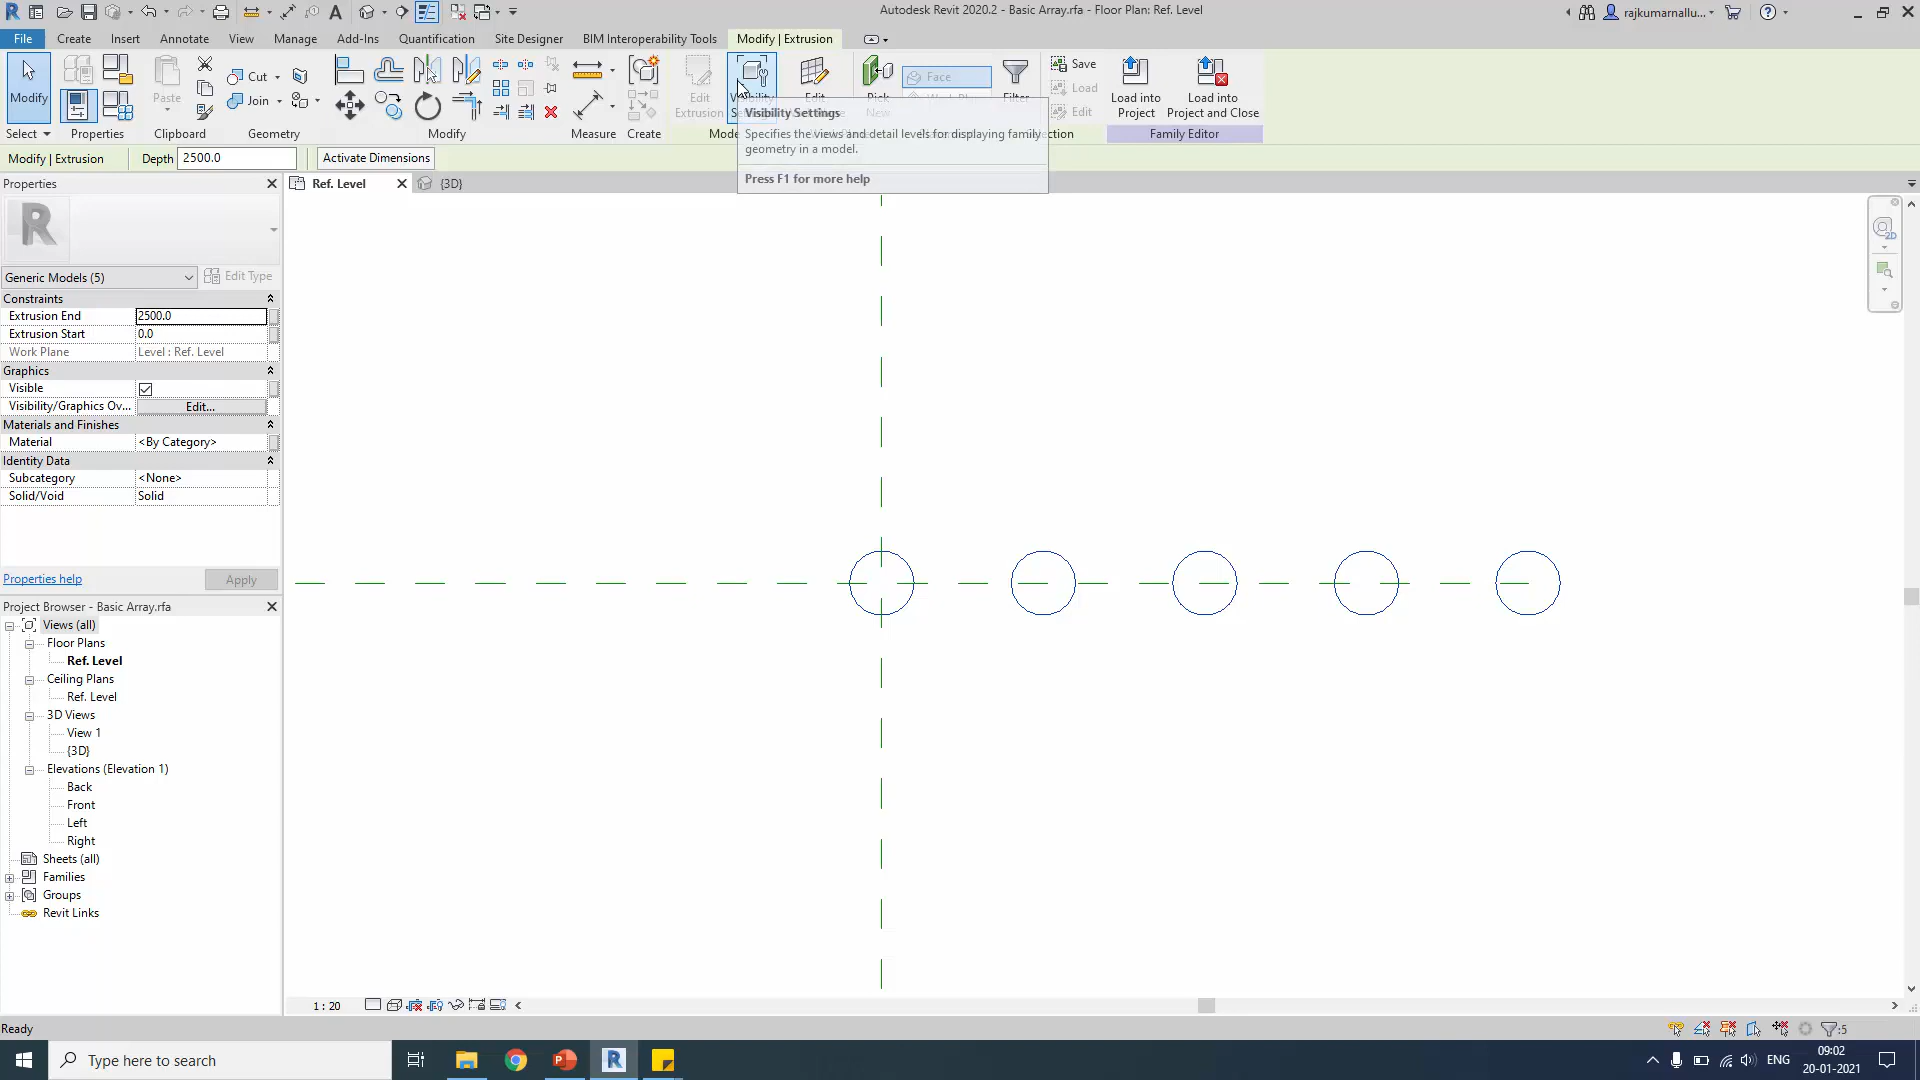 Autodesk Revit 2020.2 - Basic Array.rfa - Floor Plan: Ref. Level
rajkumarnallu...
File
Create
Insert
Annotate
View
Manage
Add-Ins
Quantification
Site Designer
BIM Interoperability Tools
Modify | Extrusion
Modify
Paste
Cut
Join
Edit
Extrusion
Edit
Pick
New
Face
Filter
Save
Load
Edit
Load into
Project
Load into
Project and Close
Select
Properties
Clipboard
Geometry
Modify
Measure
Create
Family Editor
Visibility Settings
Specifies the views and detail levels for displaying family
geometry in a model.
Press F1 for more help
Modify | Extrusion
Depth
2500.0
Activate Dimensions
Properties
Ref. Level
{3D}
Generic Models (5)
Edit Type
Constraints
Extrusion End
2500.0
Extrusion Start
0.0
Work Plane
Level : Ref. Level
Graphics
Visible
Visibility/Graphics Ov...
Edit...
Materials and Finishes
Material
<By Category>
Identity Data
Subcategory
<None>
Solid/Void
Solid
Properties help
Apply
Project Browser - Basic Array.rfa
Views (all)
Floor Plans
Ref. Level
Ceiling Plans
Ref. Level
3D Views
View 1
{3D}
Elevations (Elevation 1)
Back
Front
Left
Right
Sheets (all)
Families
Groups
Revit Links
1 : 20
Ready
:5
Type here to search
ENG
09:02
20-01-2021